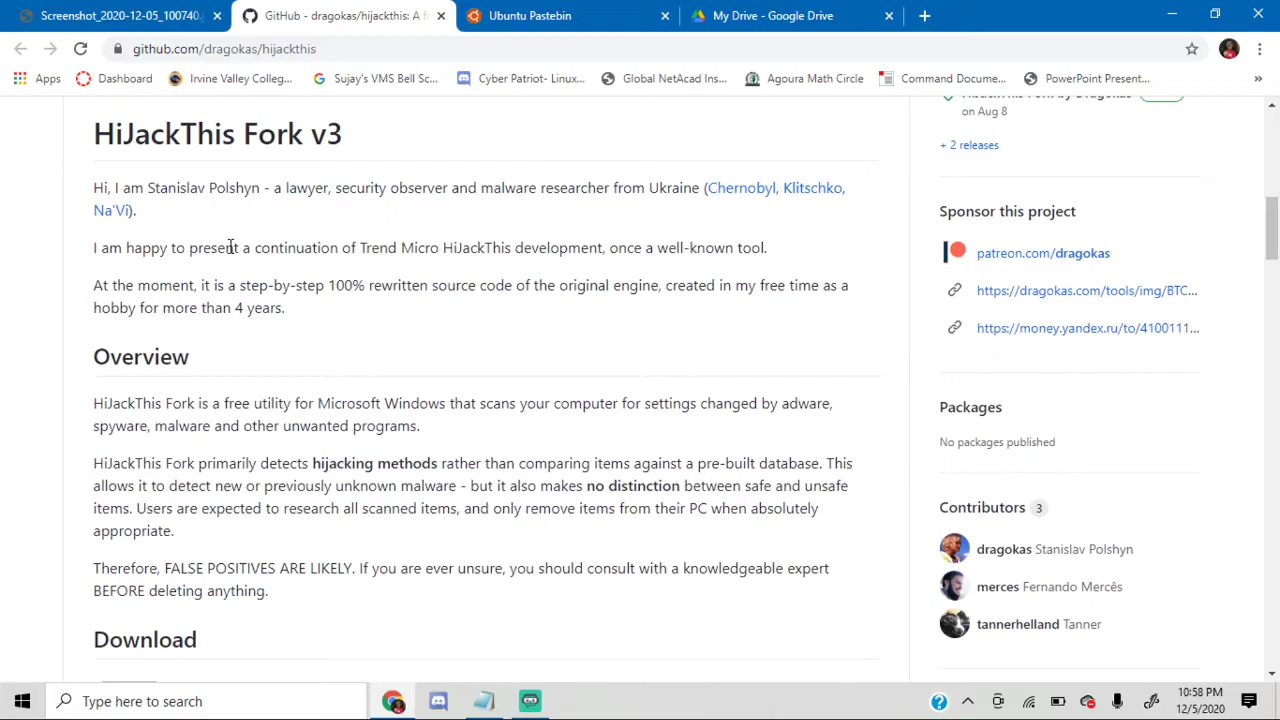 Screenshot_2020-12-05_100740.
GitHub - dragokas/hijackthis: A f
Ubuntu Pastebin
My Drive - Google Drive
github.com/dragokas/hijackthis
Apps
Dashboard
Irvine Valley Colleg...
Sujay's VMS Bell Sc...
Cyber Patriot- Linux...
Global NetAcad Ins...
Agoura Math Circle
Command Docume...
PowerPoint Present...
»
HiJackThis Fork v3
Hi, I am Stanislav Polshyn - a lawyer, security observer and malware researcher from Ukraine (Chernobyl, Klitschko,
Na'Vi).
I am happy to present a continuation of Trend Micro HiJackThis development, once a well-known tool.
At the moment, it is a step-by-step 100% rewritten source code of the original engine, created in my free time as a
hobby for more than 4 years.
Overview
HiJackThis Fork is a free utility for Microsoft Windows that scans your computer for settings changed by adware,
spyware, malware and other unwanted programs.
HiJackThis Fork primarily detects hijacking methods rather than comparing items against a pre-built database. This
allows it to detect new or previously unknown malware - but it also makes no distinction between safe and unsafe
items. Users are expected to research all scanned items, and only remove items from their PC when absolutely
appropriate.
Therefore, FALSE POSITIVES ARE LIKELY. If you are ever unsure, you should consult with a knowledgeable expert
BEFORE deleting anything.
Download
HiJackThis Fork by Dragokas
on Aug 8
+ 2 releases
Sponsor this project
patreon.com/dragokas
https://dragokas.com/tools/img/BTC...
https://money.yandex.ru/to/4100111...
Packages
No packages published
Contributors 3
dragokas Stanislav Polshyn
merces Fernando Mercês
tannerhelland Tanner
Type here to search
10:58 PM
12/5/2020